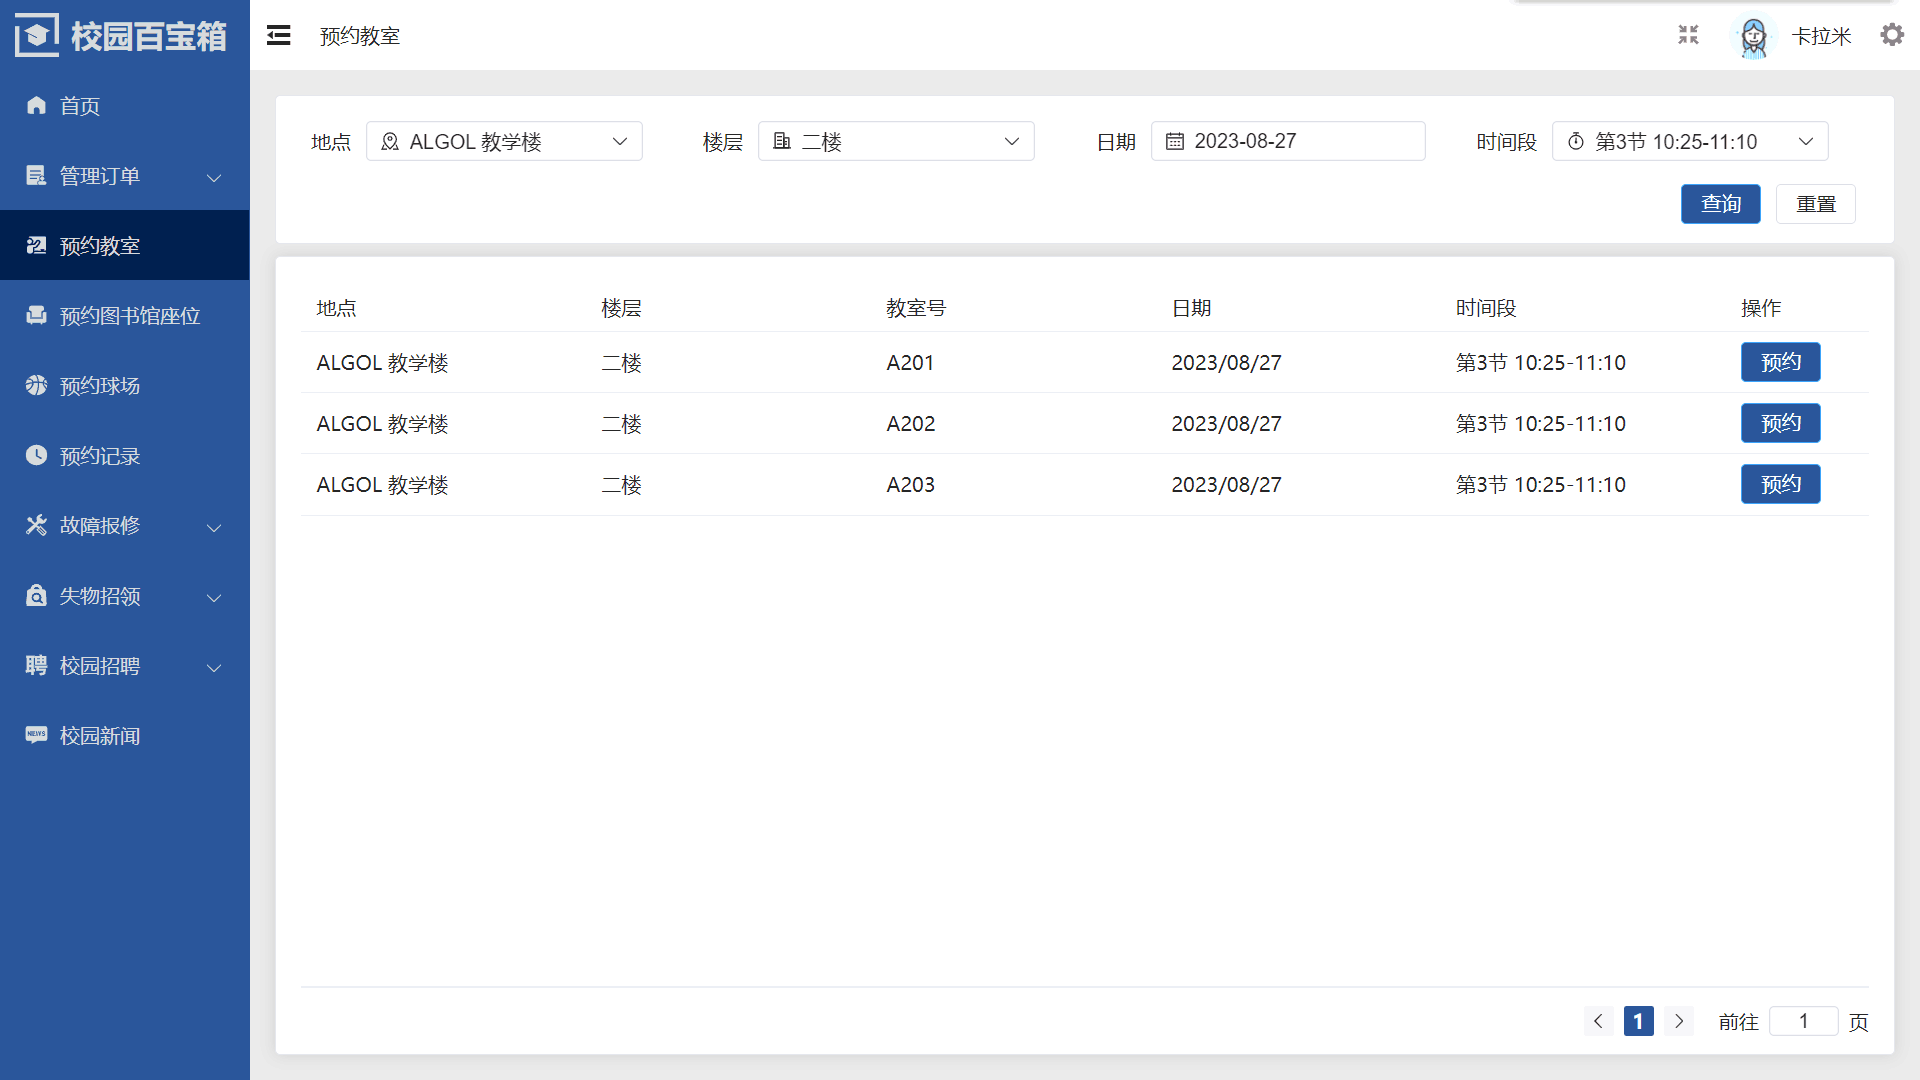 校园百宝箱
首页
管理订单
预约教室
预约图书馆座位
预约球场
预约记录
故障报修
失物招领
聘 校园招聘
NEWS 校园新闻
预约教室
卡拉米
地点 ALGOL 教学楼 楼层 二楼 日期 2023-08-27 时间段 第3节 10:25-11:10
查询 重置
地点 楼层 教室号 日期 时间段 操作
ALGOL 教学楼 二楼 A201 2023/08/27 第3节 10:25-11:10 预约
ALGOL 教学楼 二楼 A202 2023/08/27 第3节 10:25-11:10 预约
ALGOL 教学楼 二楼 A203 2023/08/27 第3节 10:25-11:10 预约
1 前往 1 页